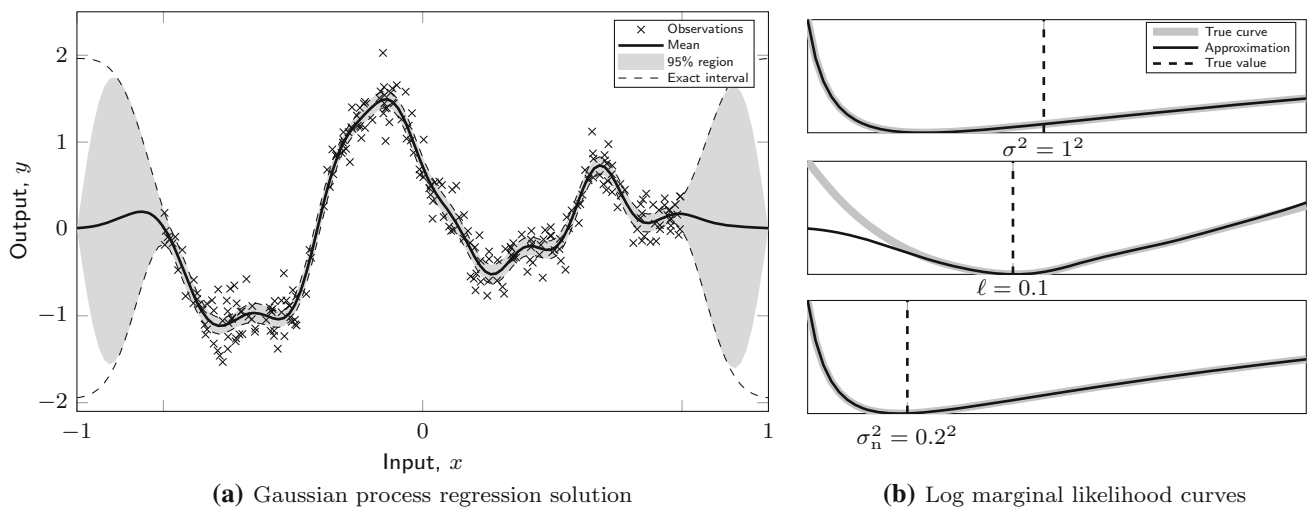 Observations
Mean
95% region
Exact interval
2
1
0
−1
−2
Output, y
−1
0
1
Input, x
(a) Gaussian process regression solution
True curve
Approximation
True value
σ² = 1²
ℓ = 0.1
σₙ² = 0.2²
(b) Log marginal likelihood curves